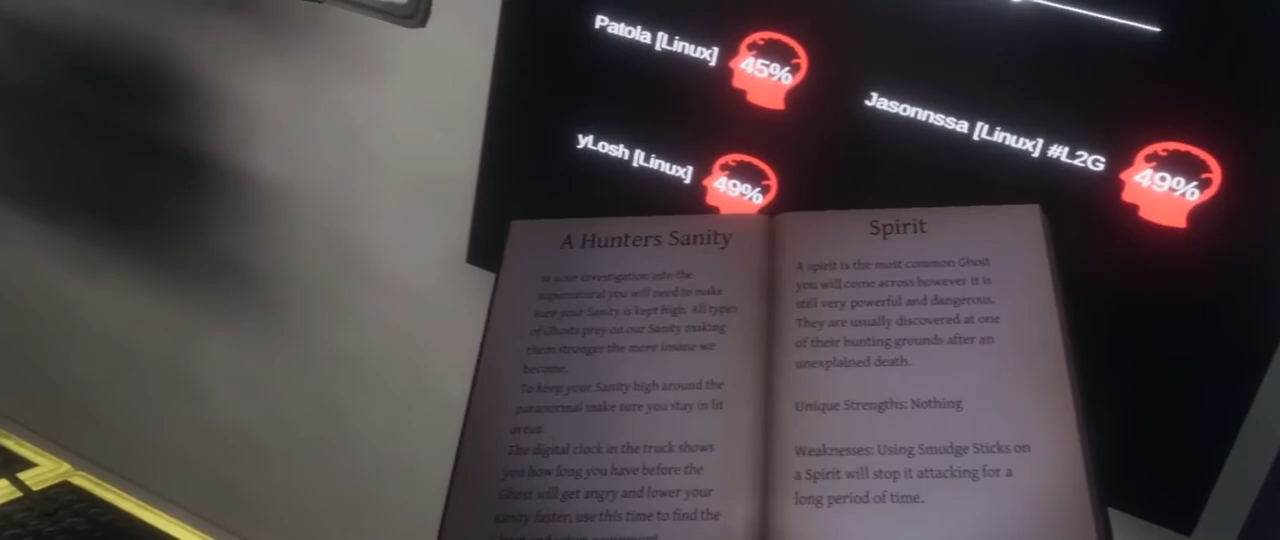 Patola [Linux]
45%
Jasonnssa [Linux] #L2G
49%
yLosh [Linux]
49%
A Hunters Sanity
In your investigation into the
supernatural you will need to make
sure your Sanity is kept high. All types
of Ghosts prey on our Sanity making
them stronger the more insane we
become.
To keep your Sanity high around the
paranormal make sure you stay in lit
areas.
The digital clock in the truck shows
you how long you have before the
Ghost will get angry and lower your
sanity faster, use this time to find the
Spirit
A spirit is the most common Ghost
you will come across however it is
still very powerful and dangerous.
They are usually discovered at one
of their hunting grounds after an
unexplained death.
Unique Strengths: Nothing
Weaknesses: Using Smudge Sticks on
a Spirit will stop it attacking for a
long period of time.